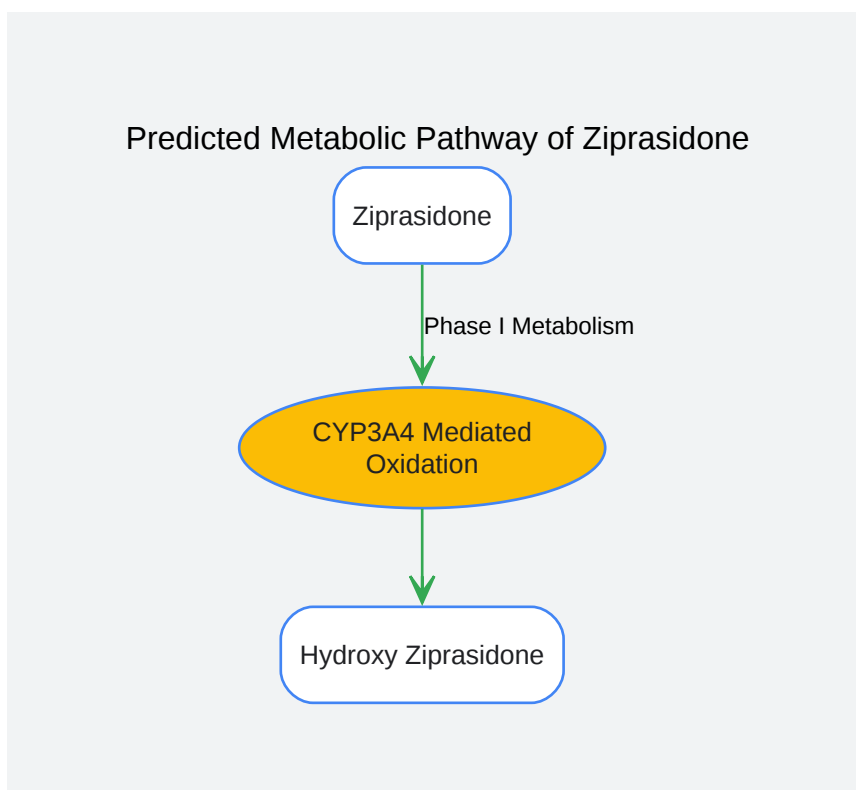 Predicted Metabolic Pathway of Ziprasidone
Ziprasidone
Phase I Metabolism
CYP3A4 Mediated
Oxidation
Hydroxy Ziprasidone